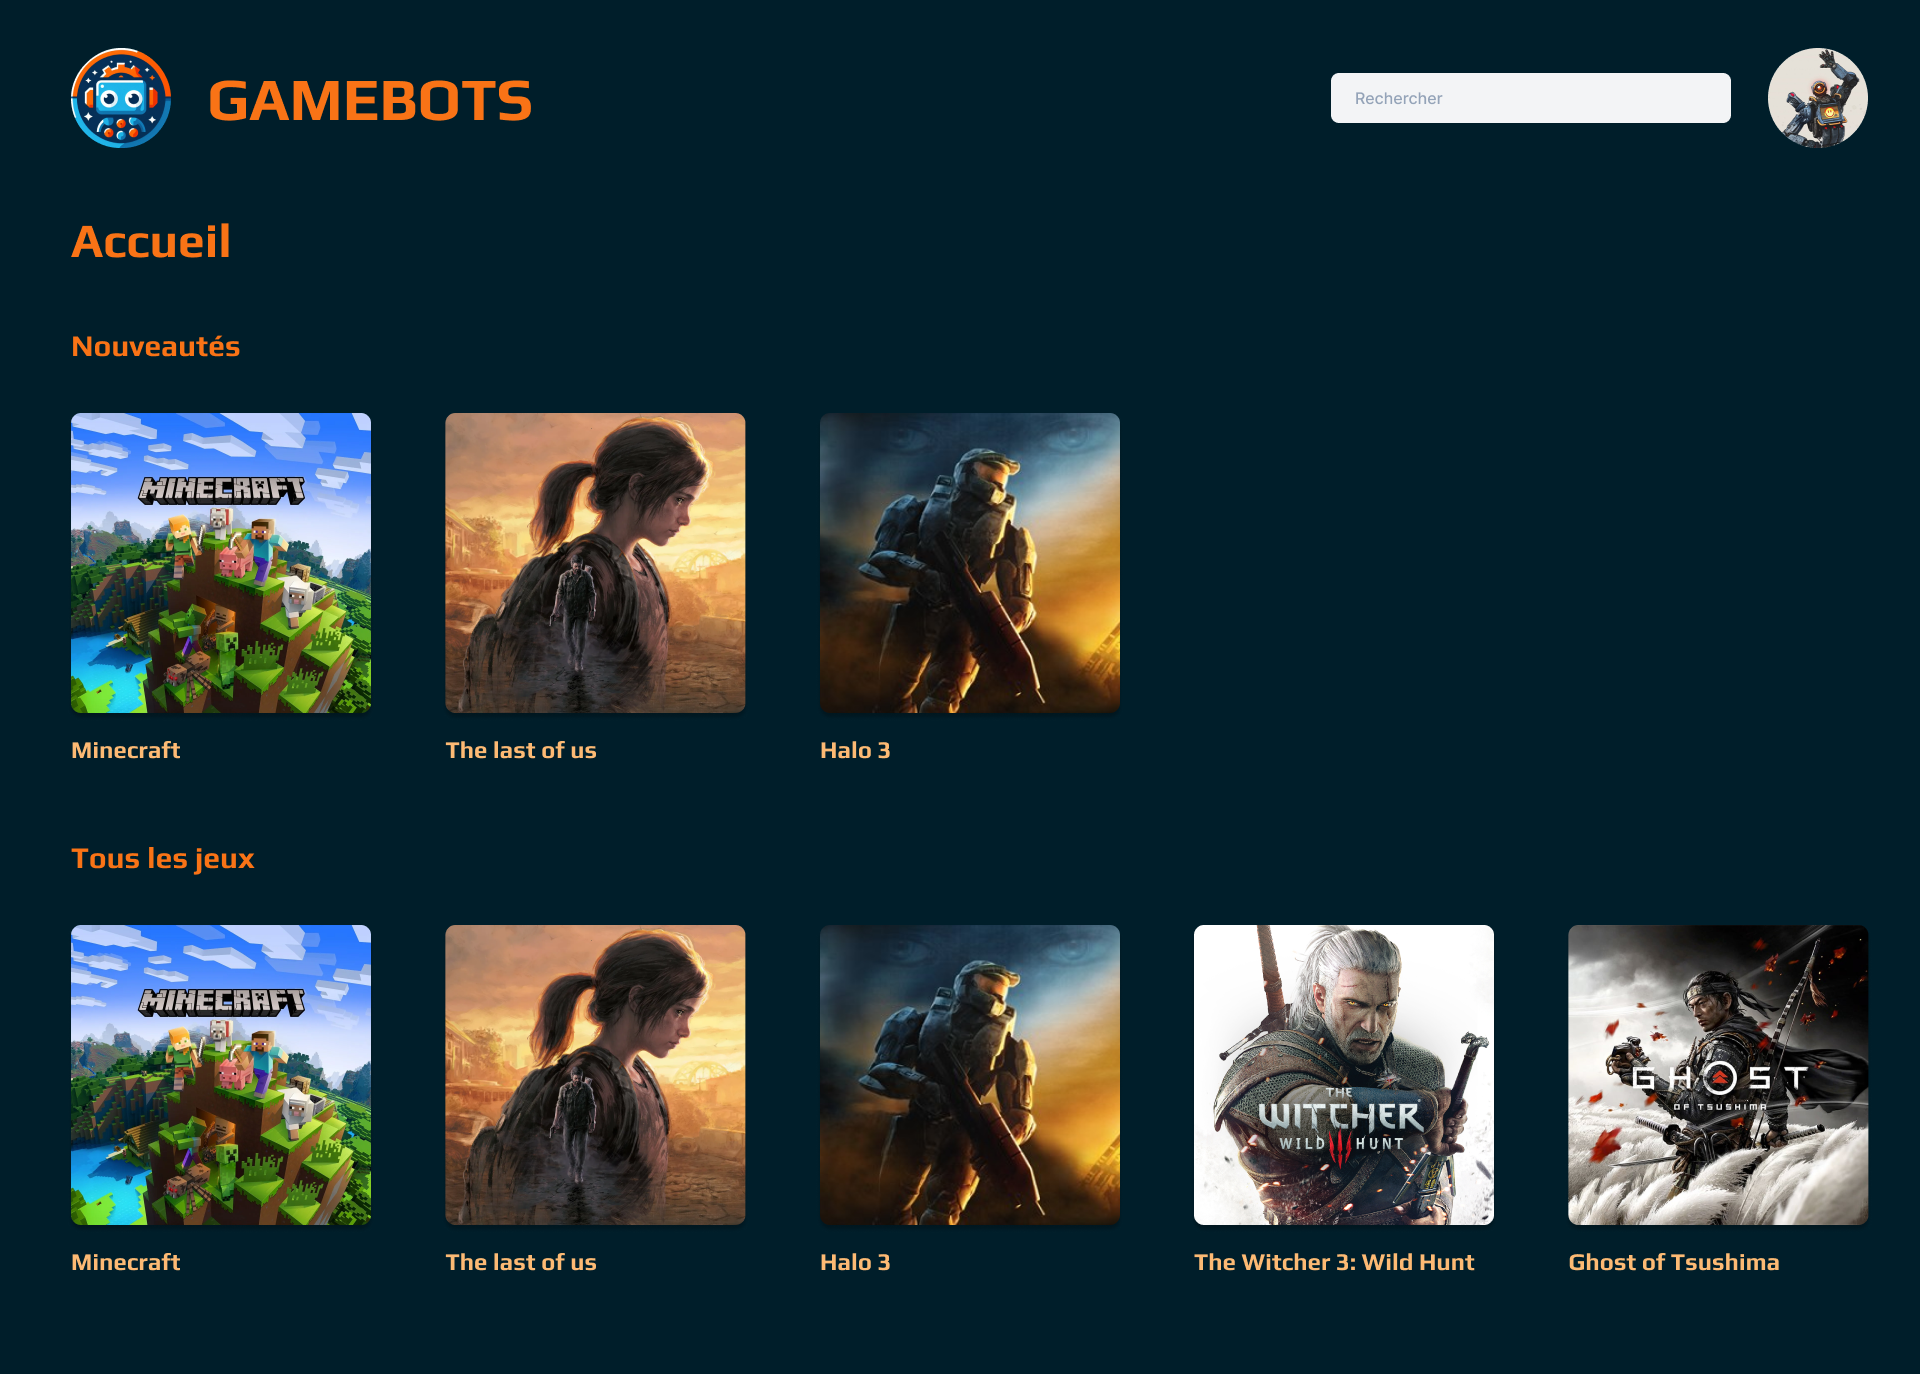 GAMEBOTS
Rechercher
Accueil
Nouveautés
MINECRAFT
Minecraft
The last of us
Halo 3
Tous les jeux
MINECRAFT
THE
WITCHER
WILD HUNT
GHOST
OF TSUSHIMA
Minecraft
The last of us
Halo 3
The Witcher 3: Wild Hunt
Ghost of Tsushima